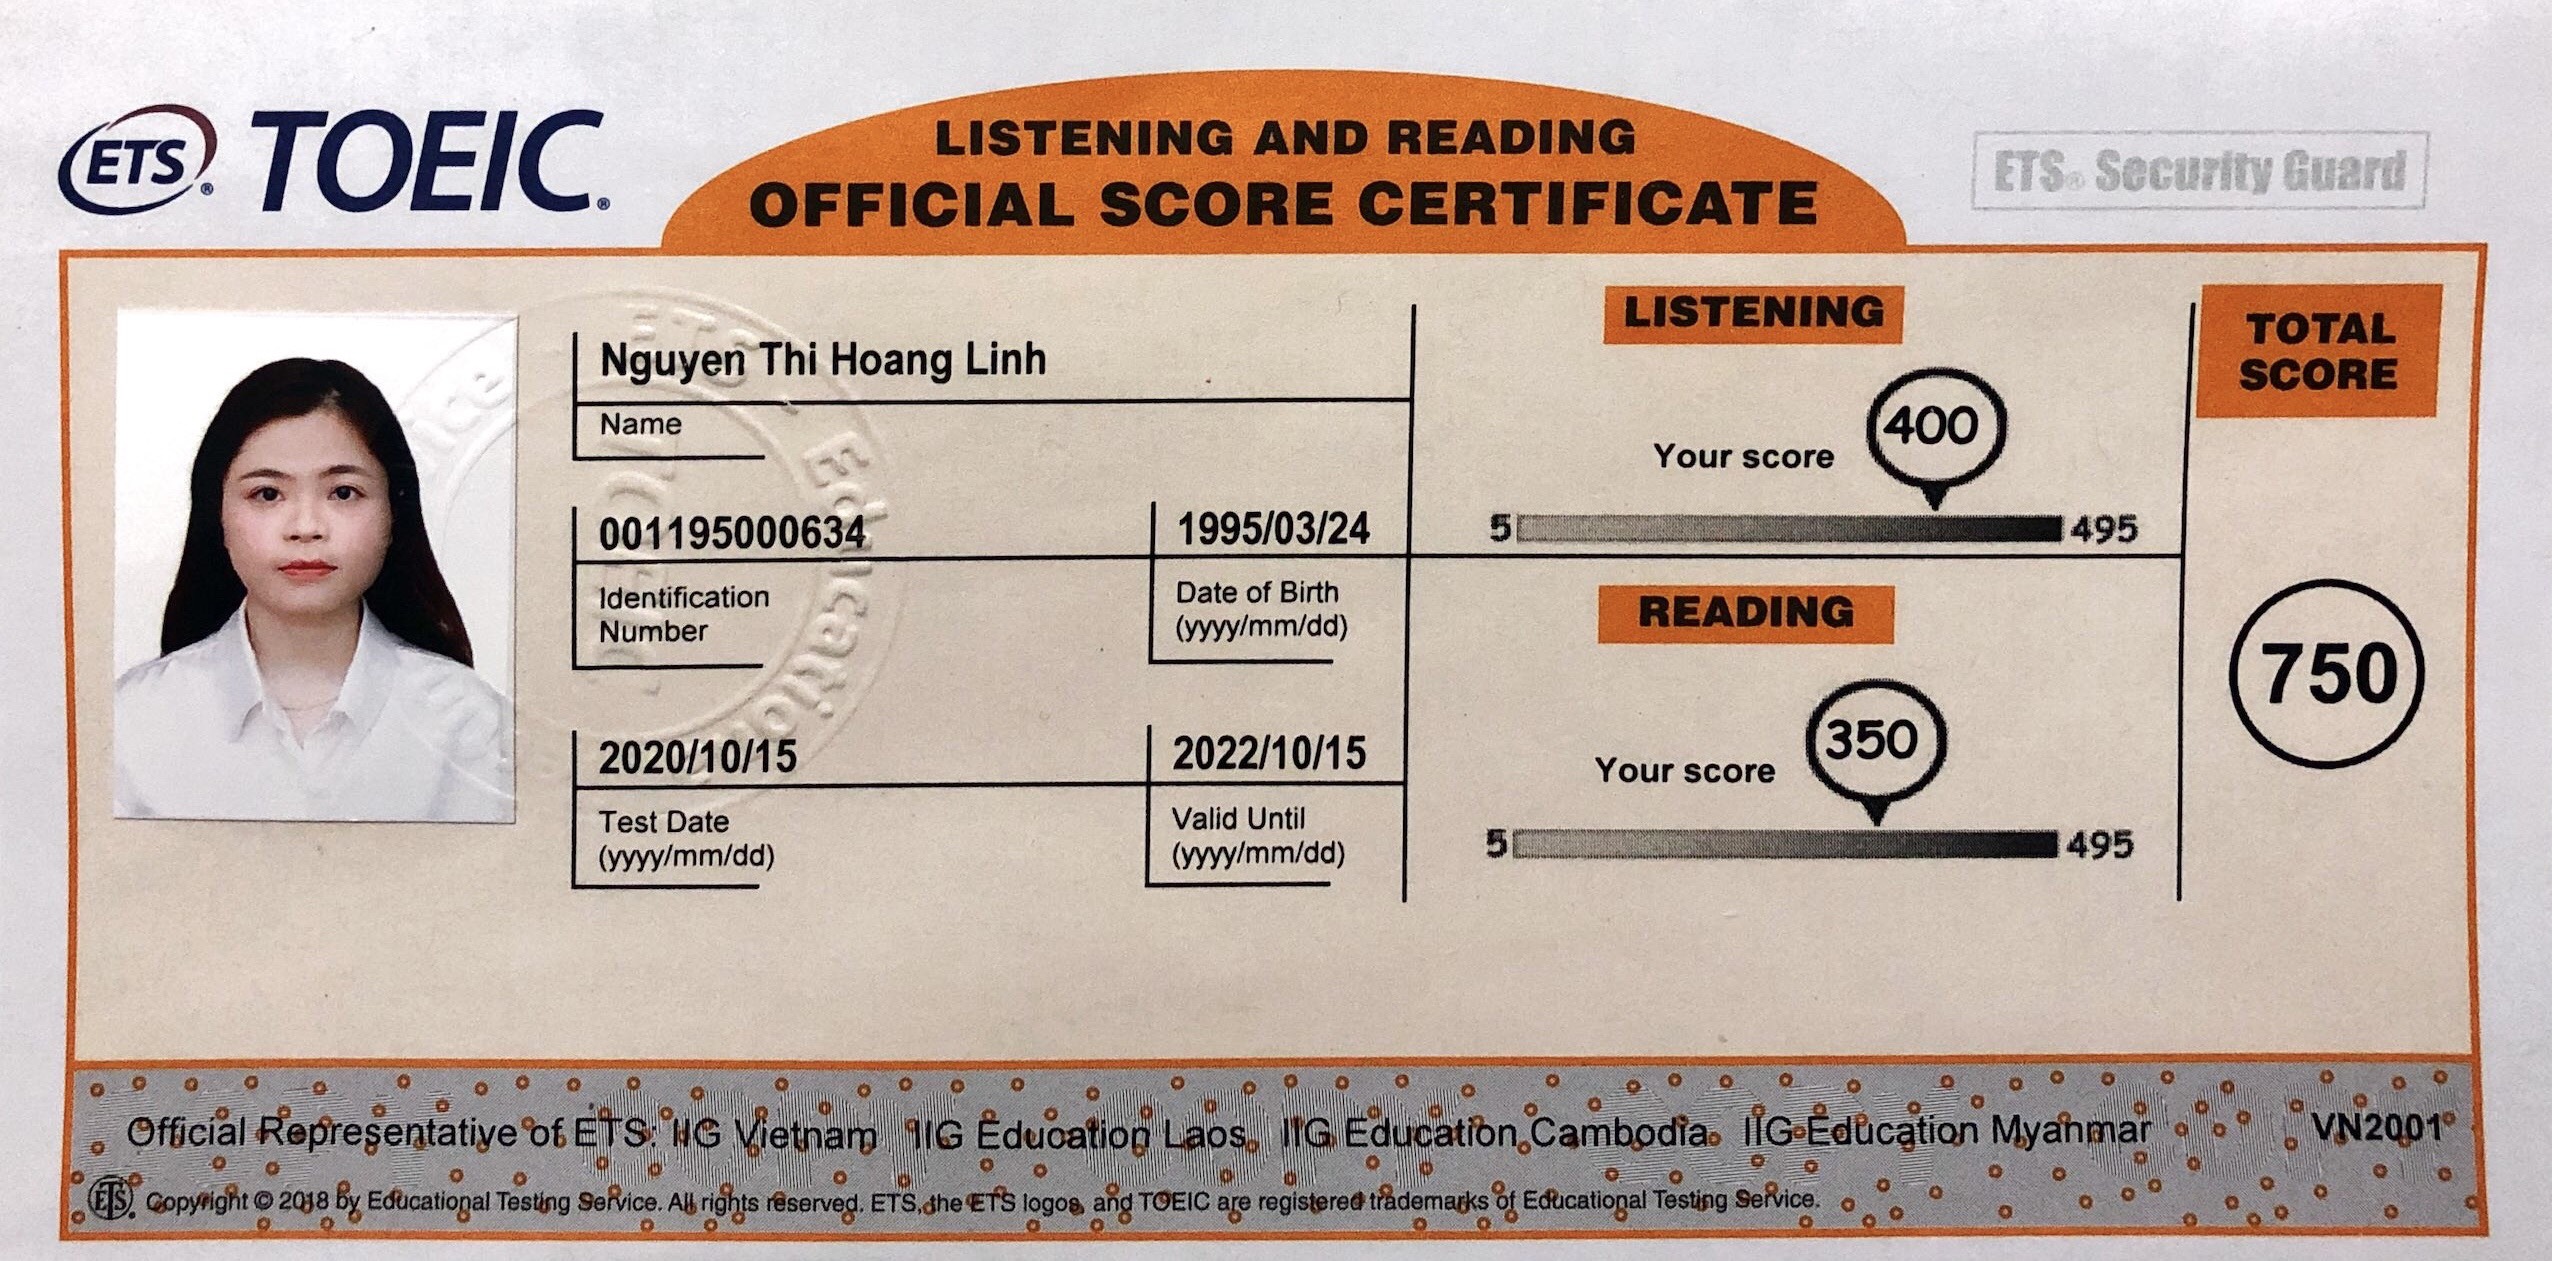 ETS® TOEIC®
LISTENING AND READING
OFFICIAL SCORE CERTIFICATE
ETS® Security Guard
Nguyen Thi Hoang Linh
Name
001195000634
Identification
Number
1995/03/24
Date of Birth
(yyyy/mm/dd)
2020/10/15
Test Date
(yyyy/mm/dd)
2022/10/15
Valid Until
(yyyy/mm/dd)
LISTENING
Your score 400
5 495
READING
Your score 350
5 495
TOTAL
SCORE
750
Official Representative of ETS: IIG Vietnam IIG Education Laos IIG Education Cambodia IIG Education Myanmar VN2001
ETS® Copyright © 2018 by Educational Testing Service. All rights reserved. ETS, the ETS logos, and TOEIC are registered trademarks of Educational Testing Service.